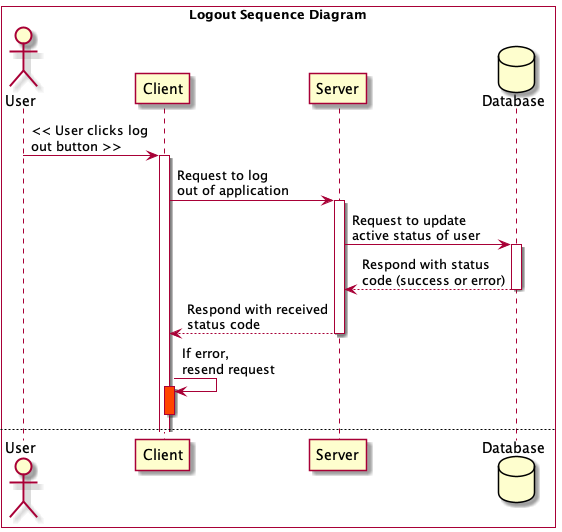 Logout Sequence Diagram
User
Client
Server
Database
<< User clicks log
out button >>
Request to log
out of application
Request to update
active status of user
Respond with status
code (success or error)
Respond with received
status code
If error,
resend request
User
Client
Server
Database